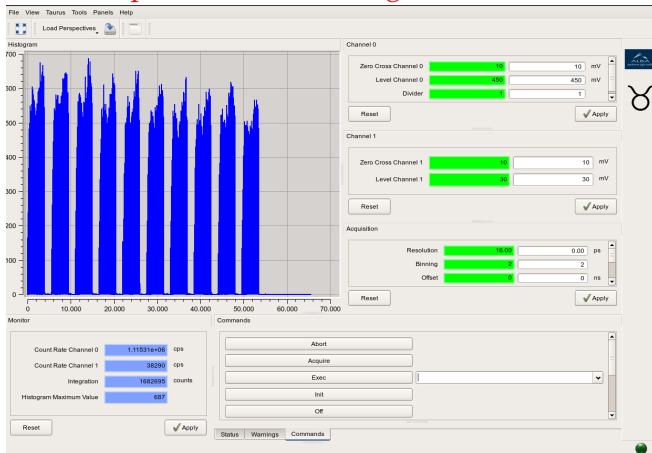 File View Taurus Tools Panels Help
Load Perspectives
Histogram
700
600
500
400
300
200
100
0
0 10.000 20.000 30.000 40.000 50.000 60.000 70.000
Channel 0
Zero Cross Channel 0 10 10 mV
Level Channel 0 450 450 mV
Divider 1 1
Reset Apply
Channel 1
Zero Cross Channel 1 10 10 mV
Level Channel 1 30 30 mV
Reset Apply
Acquisition
Resolution 16.00 0.00 ps
Binning 2 2
Offset 0 0 ns
Reset Apply
ALBA
Monitor
Count Rate Channel 0 1.11531e+06 cps
Count Rate Channel 1 38290 cps
Integration 1682695 counts
Histogram Maximum Value 687
Reset Apply
Commands
Abort
Acquire
Exec
Init
Off
Status Warnings Commands